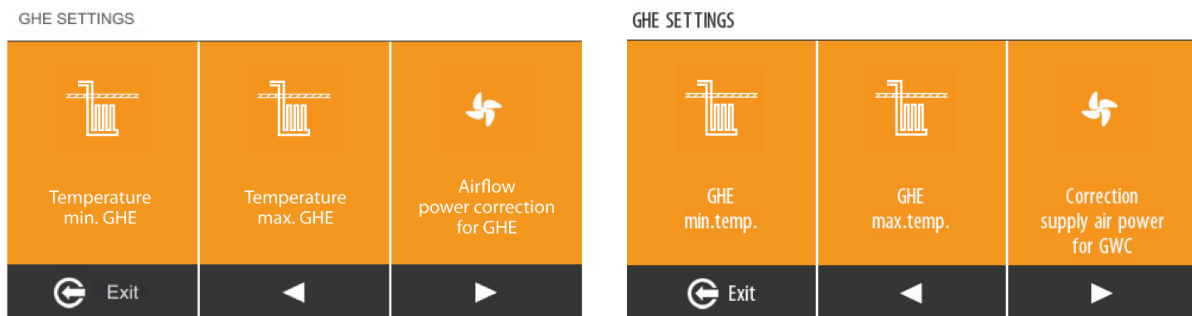 GHE SETTINGS
Temperature
min. GHE
Temperature
max. GHE
Airflow
power correction
for GHE
Exit
GHE SETTINGS
GHE
min.temp.
GHE
max.temp.
Correction
supply air power
for GWC
Exit